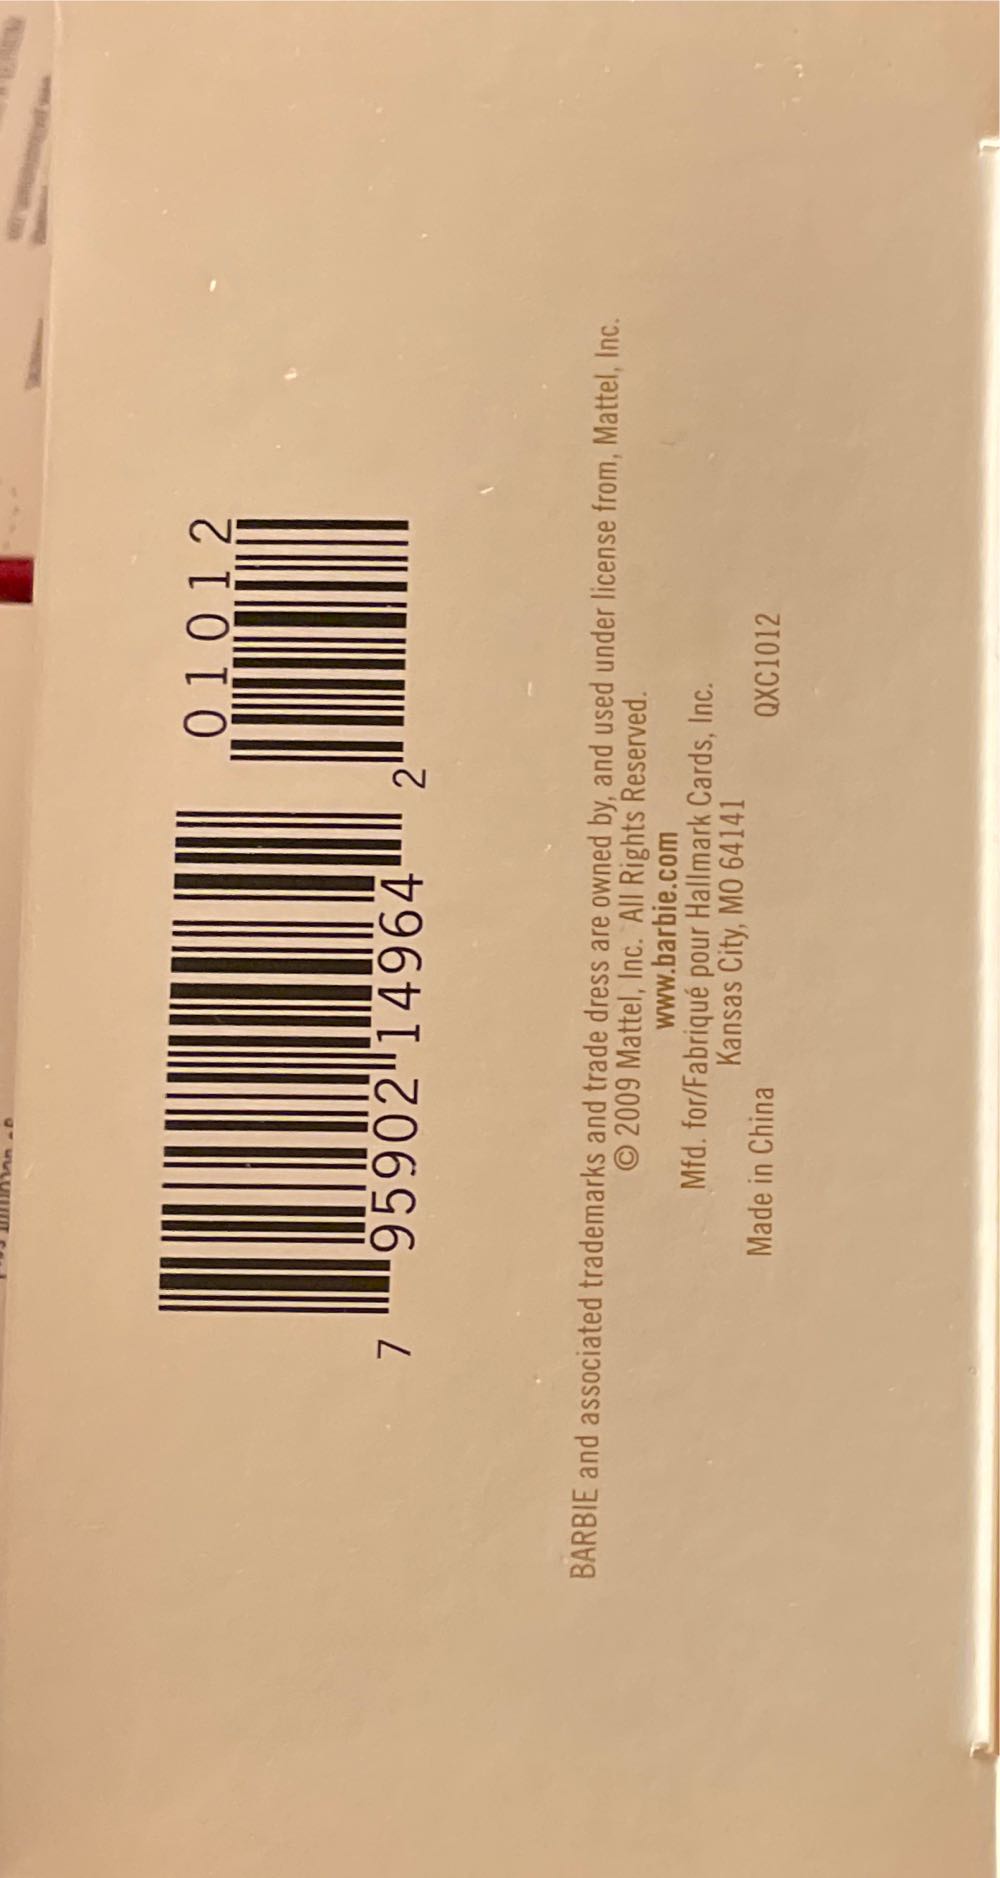 01012
7 95902 14964 2
BARBIE and associated trademarks and trade dress are owned by, and used under license from, Mattel, Inc.
© 2009 Mattel, Inc. All Rights Reserved.
www.barbie.com
Mfd. for/Fabriqué pour Hallmark Cards, Inc.
Kansas City, MO 64141
Made in China QXC1012